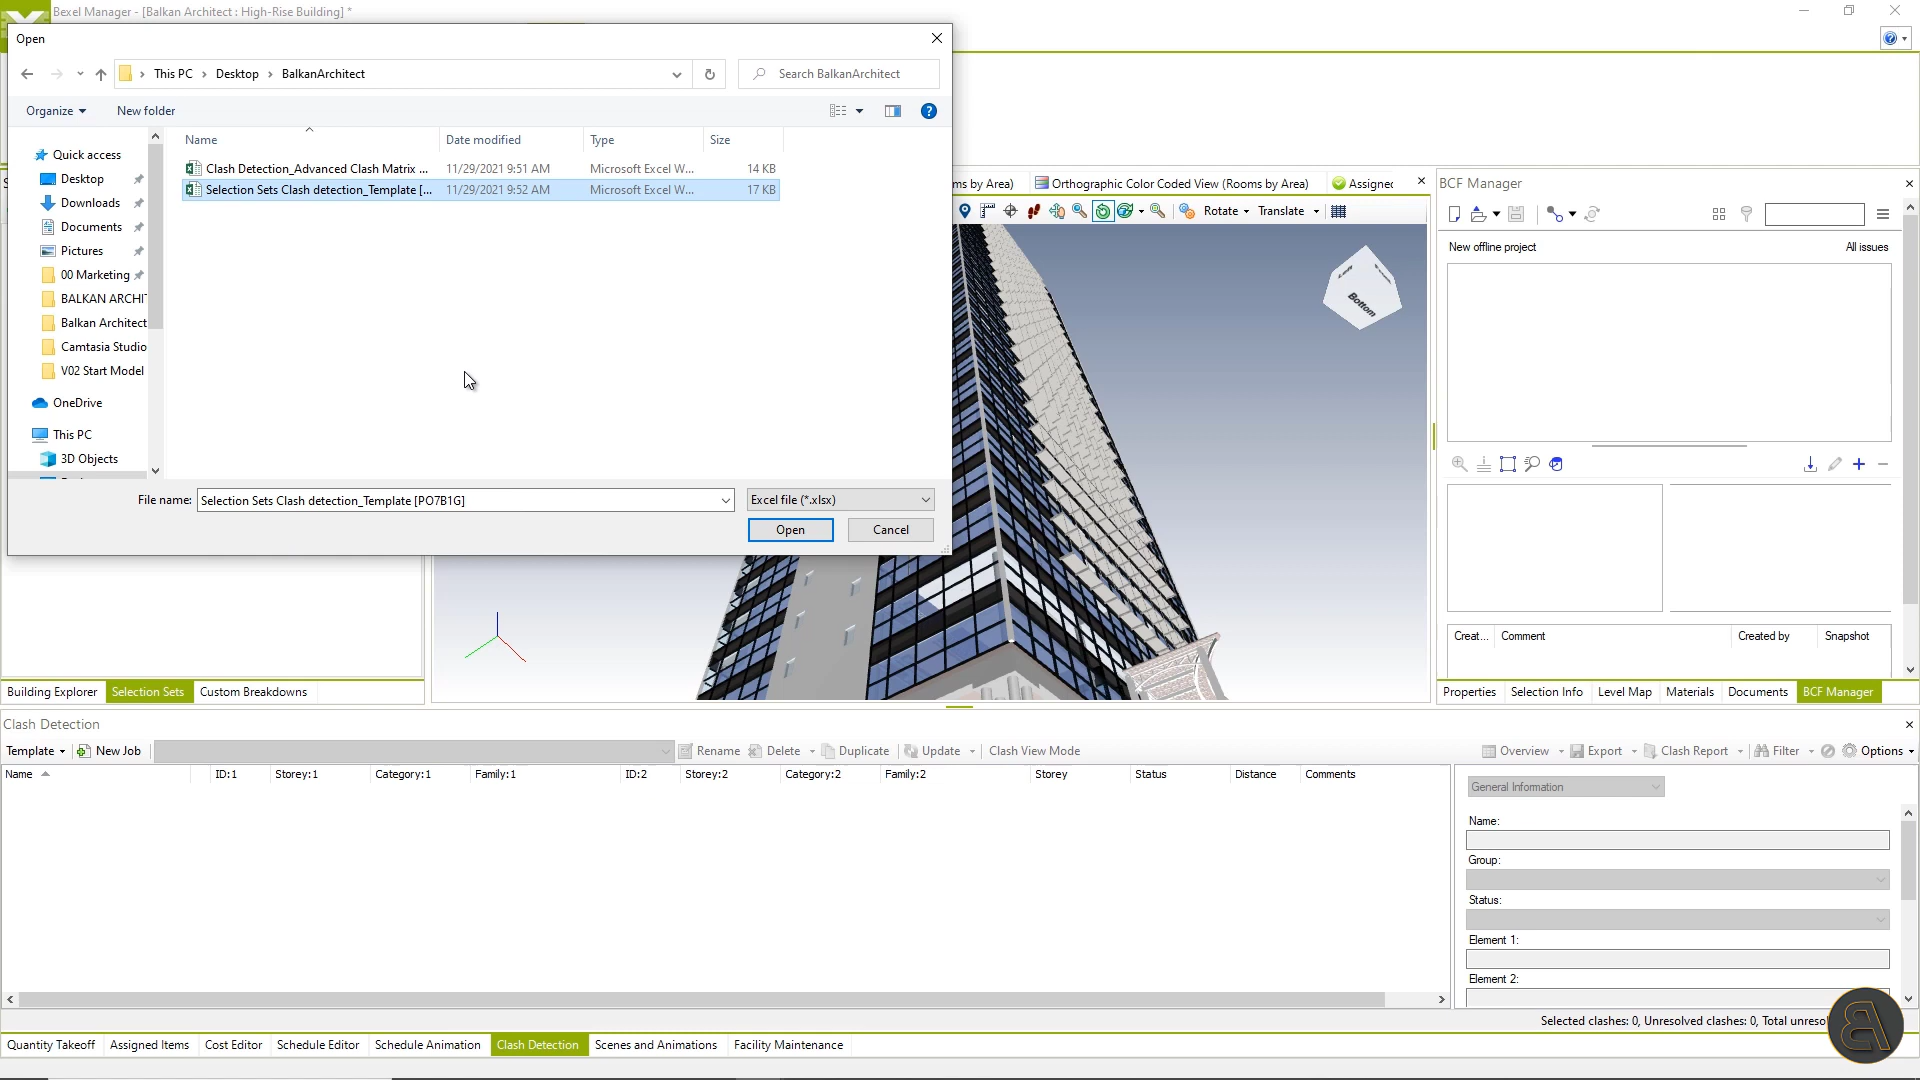 Bexel Manager - [Balkan Architect : High-Rise Building] *
Open
This PC > Desktop > BalkanArchitect
Search BalkanArchitect
Organize
New folder
Name
Date modified
Type
Size
Clash Detection_Advanced Clash Matrix ...
11/29/2021 9:51 AM
Microsoft Excel W...
14 KB
Selection Sets Clash detection_Template [...
11/29/2021 9:52 AM
Microsoft Excel W...
17 KB
Quick access
Desktop
Downloads
Documents
Pictures
00 Marketing
BALKAN ARCHIT
Balkan Architect
Camtasia Studio
V02 Start Model
OneDrive
This PC
3D Objects
File name:
Selection Sets Clash detection_Template [PO7B1G]
Excel file (*.xlsx)
Open
Cancel
ms by Area)
Orthographic Color Coded View (Rooms by Area)
Assigned
Rotate
Translate
Bottom
BCF Manager
New offline project
All issues
Creat...
Comment
Created by
Snapshot
Building Explorer
Selection Sets
Custom Breakdowns
Properties
Selection Info
Level Map
Materials
Documents
BCF Manager
Clash Detection
Template
New Job
Rename
Delete
Duplicate
Update
Clash View Mode
Overview
Export
Clash Report
Filter
Options
Name
ID:1
Storey:1
Category:1
Family:1
ID:2
Storey:2
Category:2
Family:2
Storey
Status
Distance
Comments
General Information
Name:
Group:
Status:
Element 1:
Element 2:
Selected clashes: 0, Unresolved clashes: 0, Total unreso
Quantity Takeoff
Assigned Items
Cost Editor
Schedule Editor
Schedule Animation
Clash Detection
Scenes and Animations
Facility Maintenance